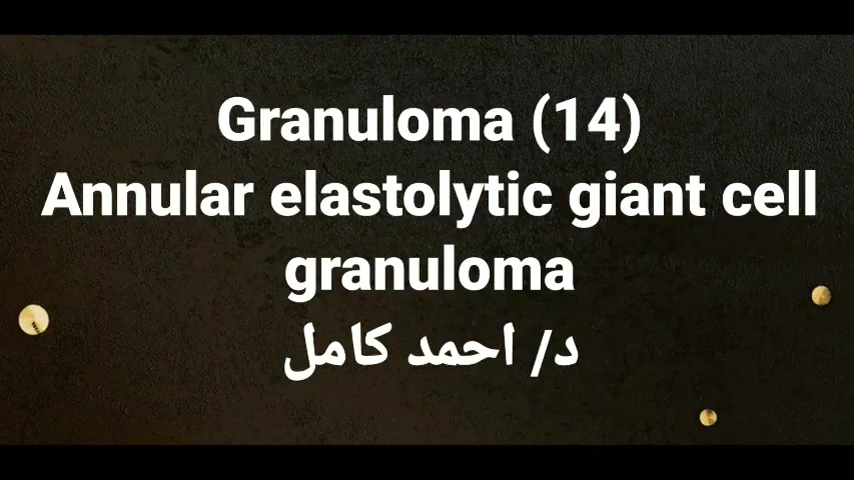 Granuloma (14)
Annular elastolytic giant cell
granuloma
د/ احمد كامل